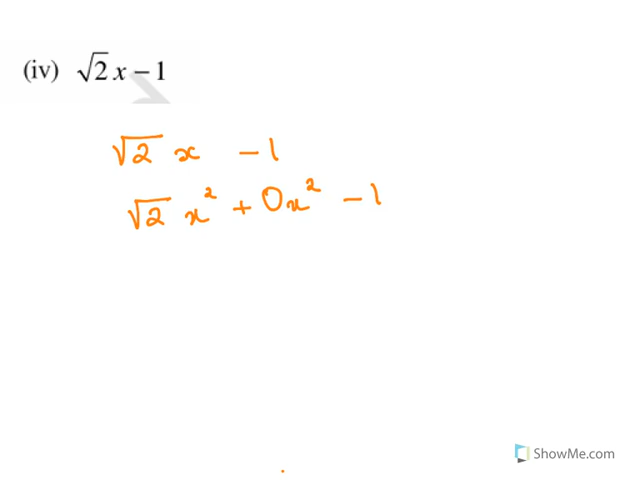 (iv) √2 x − 1
√2 x − 1
√2 x² + 0x² − 1
ShowMe.com